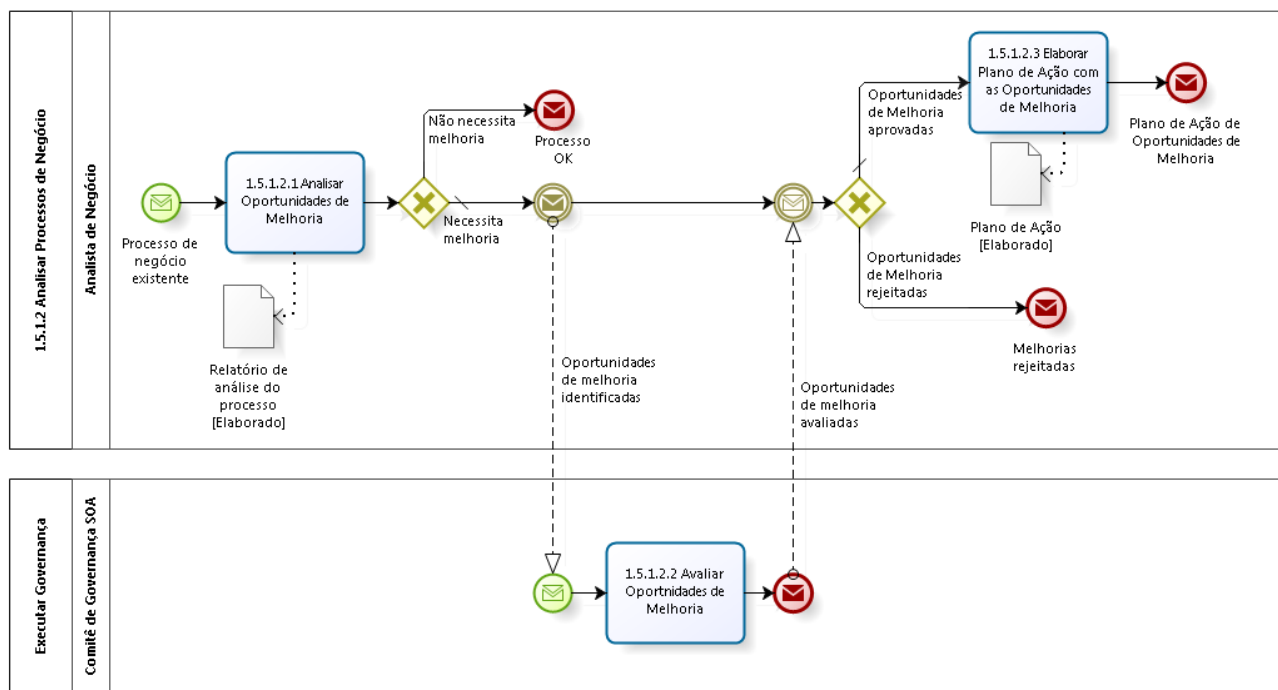 1.5.1.2 Analisar Processos de Negócio
Analista de Negócio
Processo de
negócio
existente
1.5.1.2.1 Analisar
Oportunidades de
Melhoria
Relatório de
análise do
processo
[Elaborado]
Não necessita
melhoria
Processo
OK
Necessita
melhoria
Oportunidades
de melhoria
identificadas
Oportunidades
de melhoria
avaliadas
Oportunidades
de Melhoria
aprovadas
1.5.1.2.3 Elaborar
Plano de Ação com
as Oportunidades
de Melhoria
Plano de Ação de
Oportunidades de
Melhoria
Plano de Ação
[Elaborado]
Oportunidades
de Melhoria
rejeitadas
Melhorias
rejeitadas
Executar Governança
Comitê de Governança SOA
1.5.1.2.2 Avaliar
Oportnidades de
Melhoria